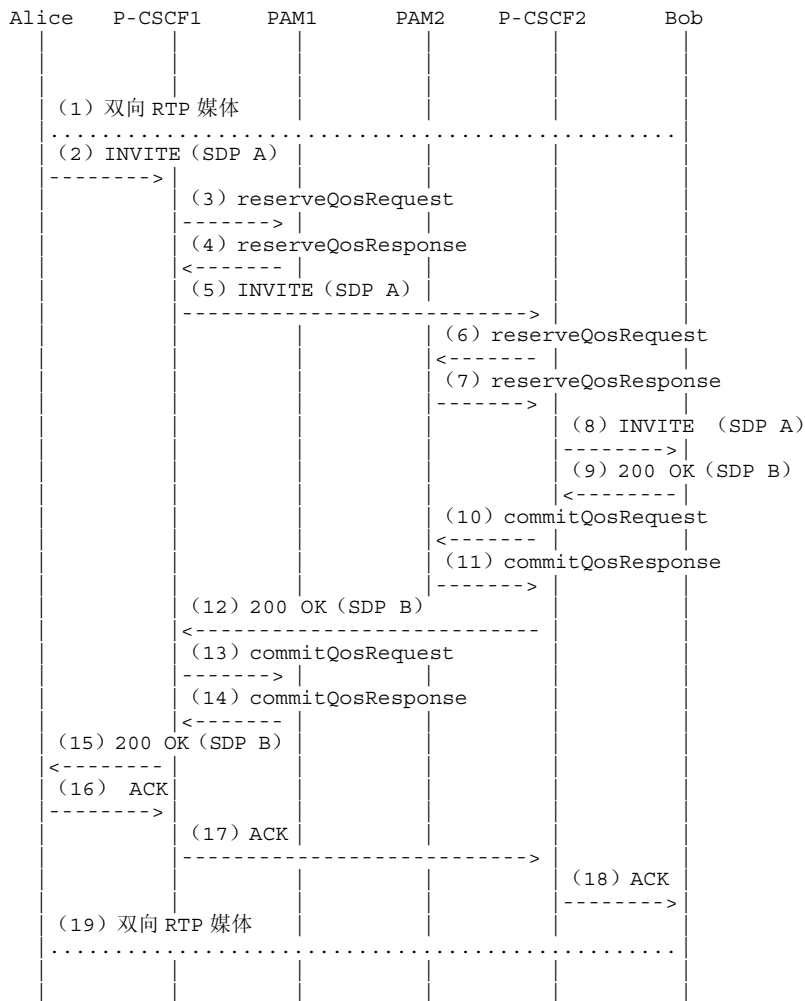 Alice P-CSCF1 PAM1 PAM2 P-CSCF2 Bob
（1）双向 RTP 媒体
（2）INVITE（SDP A）
（3）reserveQosRequest
（4）reserveQosResponse
（5）INVITE（SDP A）
（6）reserveQosRequest
（7）reserveQosResponse
（8）INVITE （SDP A）
（9）200 OK（SDP B）
（10）commitQosRequest
（11）commitQosResponse
（12）200 OK（SDP B）
（13）commitQosRequest
（14）commitQosResponse
（15）200 OK（SDP B）
（16） ACK
（17）ACK
（18）ACK
（19）双向 RTP 媒体